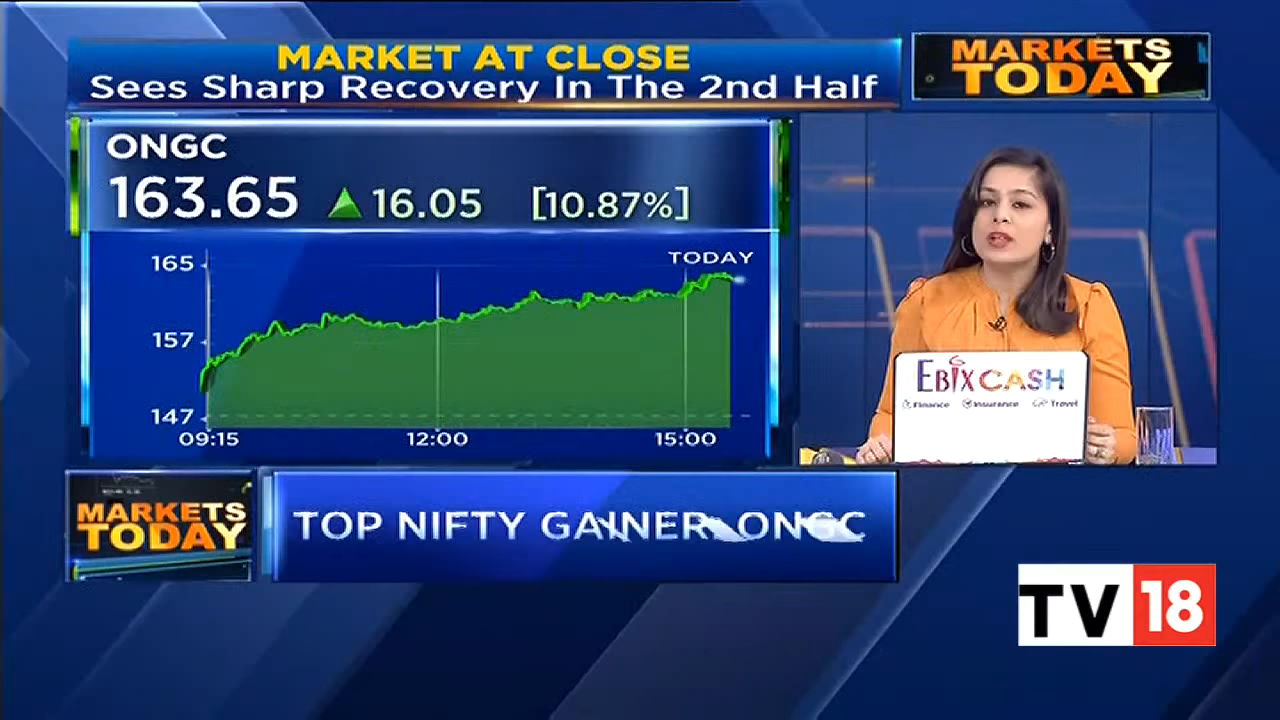 MARKET AT CLOSE
Sees Sharp Recovery In The 2nd Half
MARKETS
TODAY
ONGC
163.65 ▲ 16.05 [10.87%]
TODAY
165
157
147
09:15 12:00 15:00
EBIXCASH
Finance Insurance Travel
MARKETS
TODAY
TOP NIFTY GAINER: ONGC
TV18